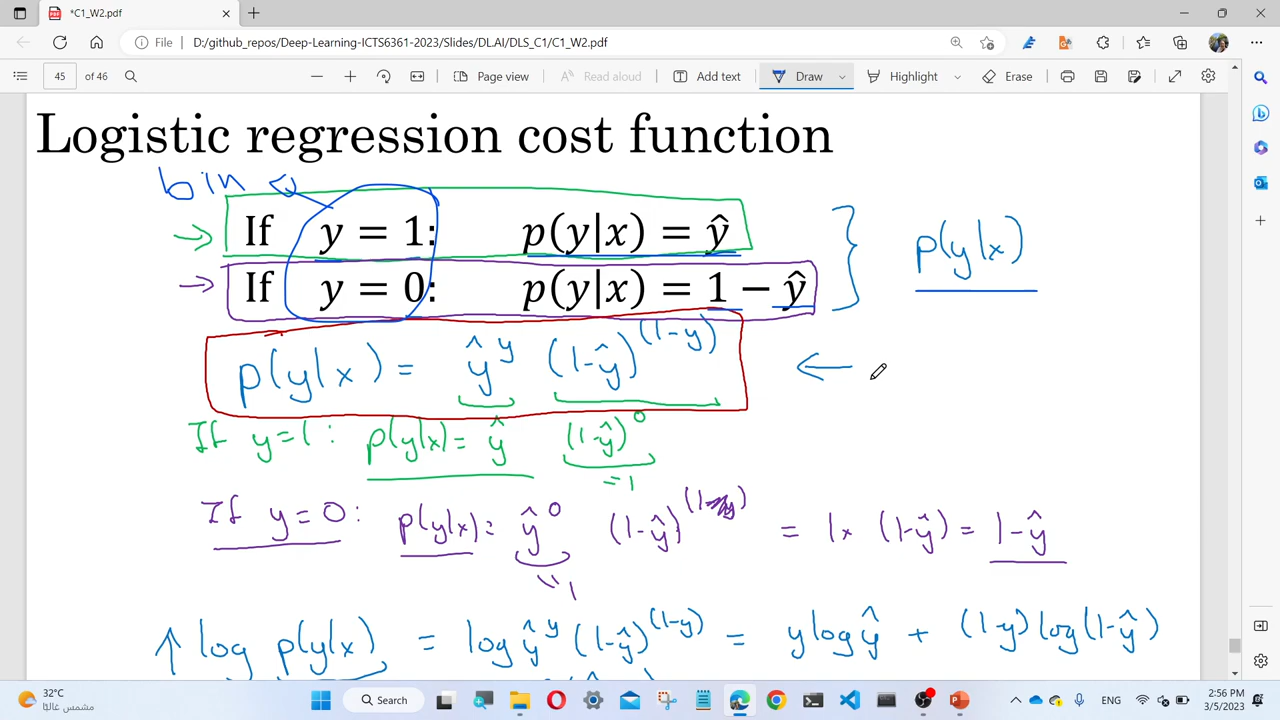 *C1_W2.pdf
File D:/github_repos/Deep-Learning-ICTS6361-2023/Slides/DL.AI/DLS_C1/C1_W2.pdf
45 of 46 Page view Read aloud Add text Draw Highlight Erase
Logistic regression cost function
bin
If y = 1: p(y|x) = ŷ
If y = 0: p(y|x) = 1 − ŷ
p(y|x)
p(y|x) = ŷ^y (1-ŷ)^(1-y)
If y=1: p(y|x) = ŷ (1-ŷ)^0
=1
If y=0: p(y|x) = ŷ^0 (1-ŷ)^(1-y) = 1× (1-ŷ) = 1-ŷ
=1
↑ log p(y|x) = log ŷ^y (1-ŷ)^(1-y) = y log ŷ + (1-y) log(1-ŷ)
32°C
مشمس غالبًا
Search
ENG
2:56 PM
3/5/2023